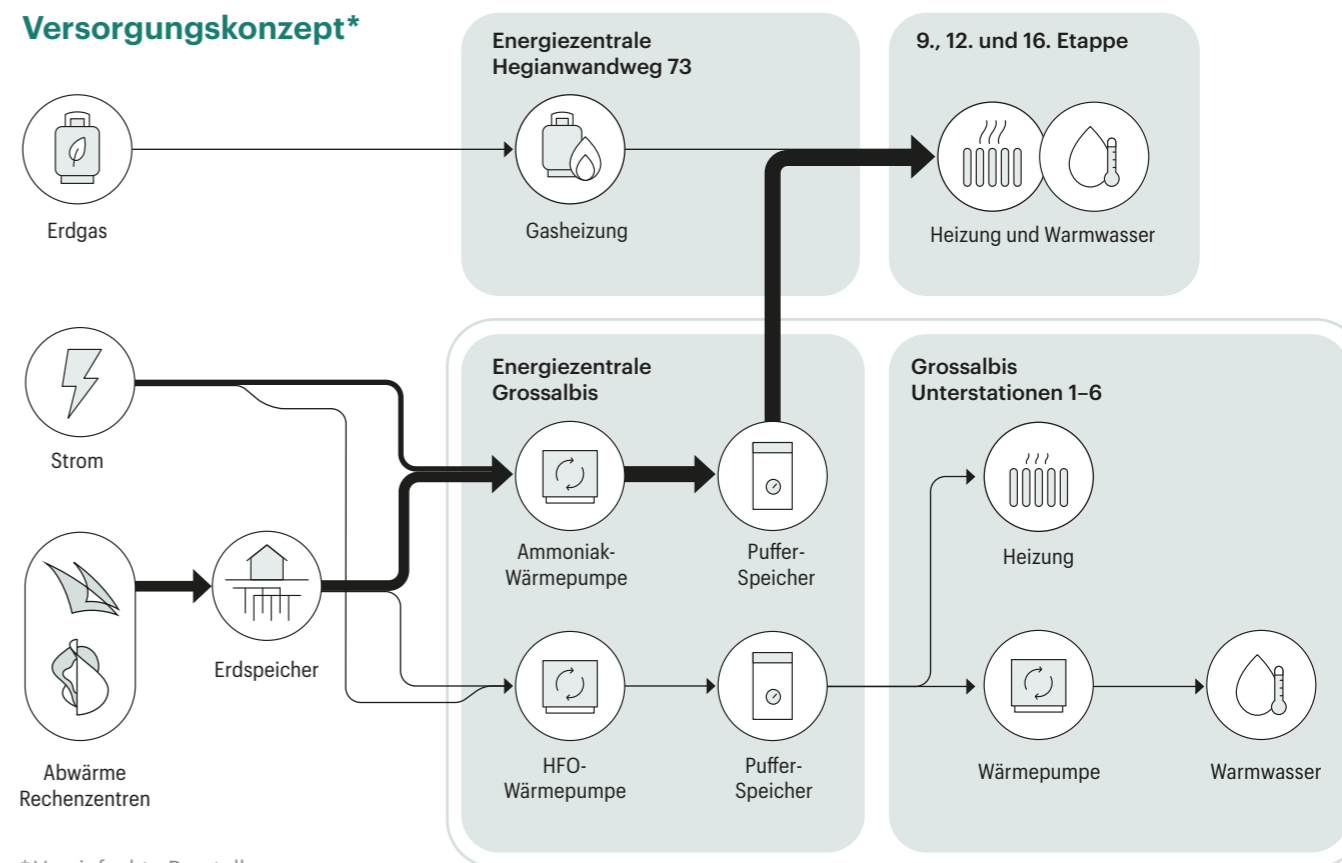 Versorgungskonzept*
Energiezentrale
Hegianwandweg 73
9., 12. und 16. Etappe
Erdgas
Gasheizung
Heizung und Warmwasser
Energiezentrale
Grossalbis
Grossalbis
Unterstationen 1–6
Strom
Ammoniak-
Wärmepumpe
Puffer-
Speicher
Heizung
Erdspeicher
Abwärme
Rechenzentren
HFO-
Wärmepumpe
Puffer-
Speicher
Wärmepumpe
Warmwasser